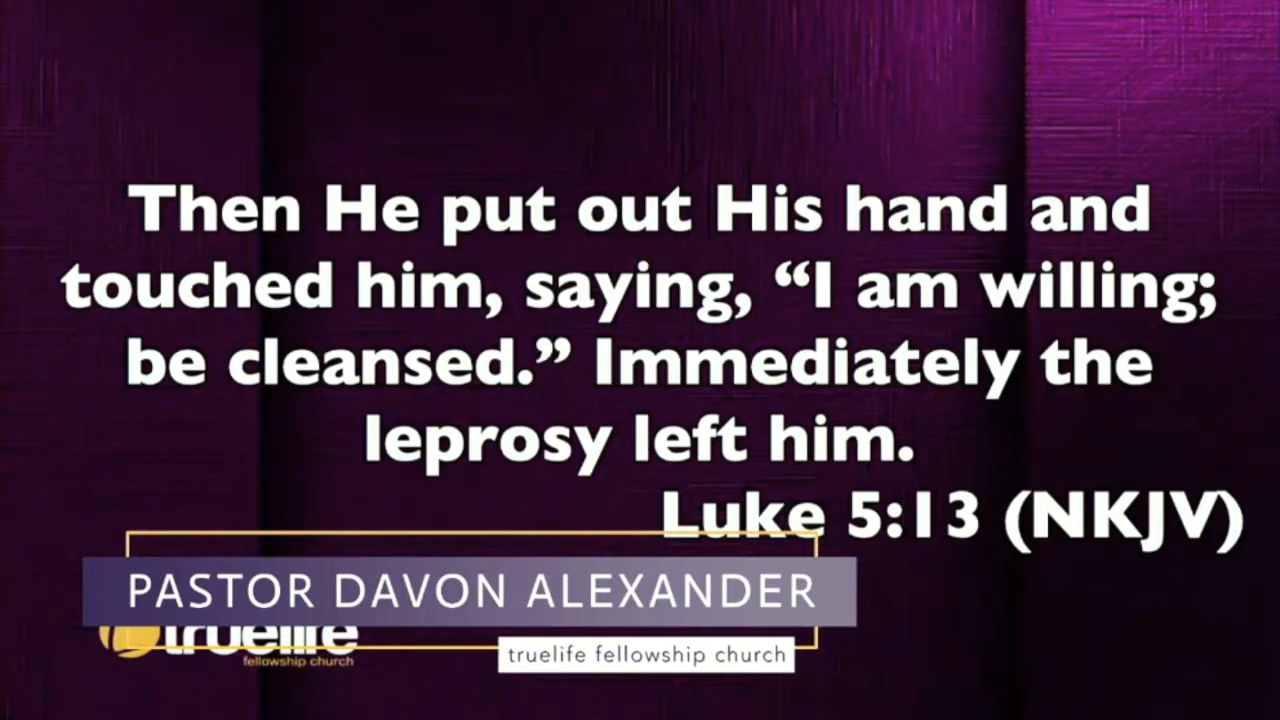 Then He put out His hand and
touched him, saying, “I am willing;
be cleansed.” Immediately the
leprosy left him.
Luke 5:13 (NKJV)
PASTOR DAVON ALEXANDER
truelife
fellowship church
truelife fellowship church